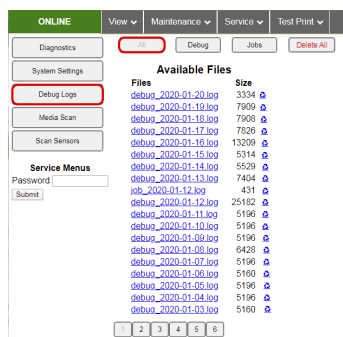 ONLINE View Maintenance Service Test Print
Diagnostics All Debug Jobs Delete All
System Settings
Debug Logs
Media Scan
Scan Sensors
Service Menus
Password
Submit
Available Files
Files Size
debug_2020-01-20.log 3334
debug_2020-01-19.log 7909
debug_2020-01-18.log 7908
debug_2020-01-17.log 7826
debug_2020-01-16.log 13209
debug_2020-01-15.log 5314
debug_2020-01-14.log 5529
debug_2020-01-13.log 7404
job_2020-01-12.log 431
debug_2020-01-12.log 25182
debug_2020-01-11.log 5196
debug_2020-01-10.log 5196
debug_2020-01-09.log 5196
debug_2020-01-08.log 6428
debug_2020-01-07.log 5196
debug_2020-01-06.log 5160
debug_2020-01-05.log 5196
debug_2020-01-04.log 5196
debug_2020-01-03.log 5160
1 2 3 4 5 6